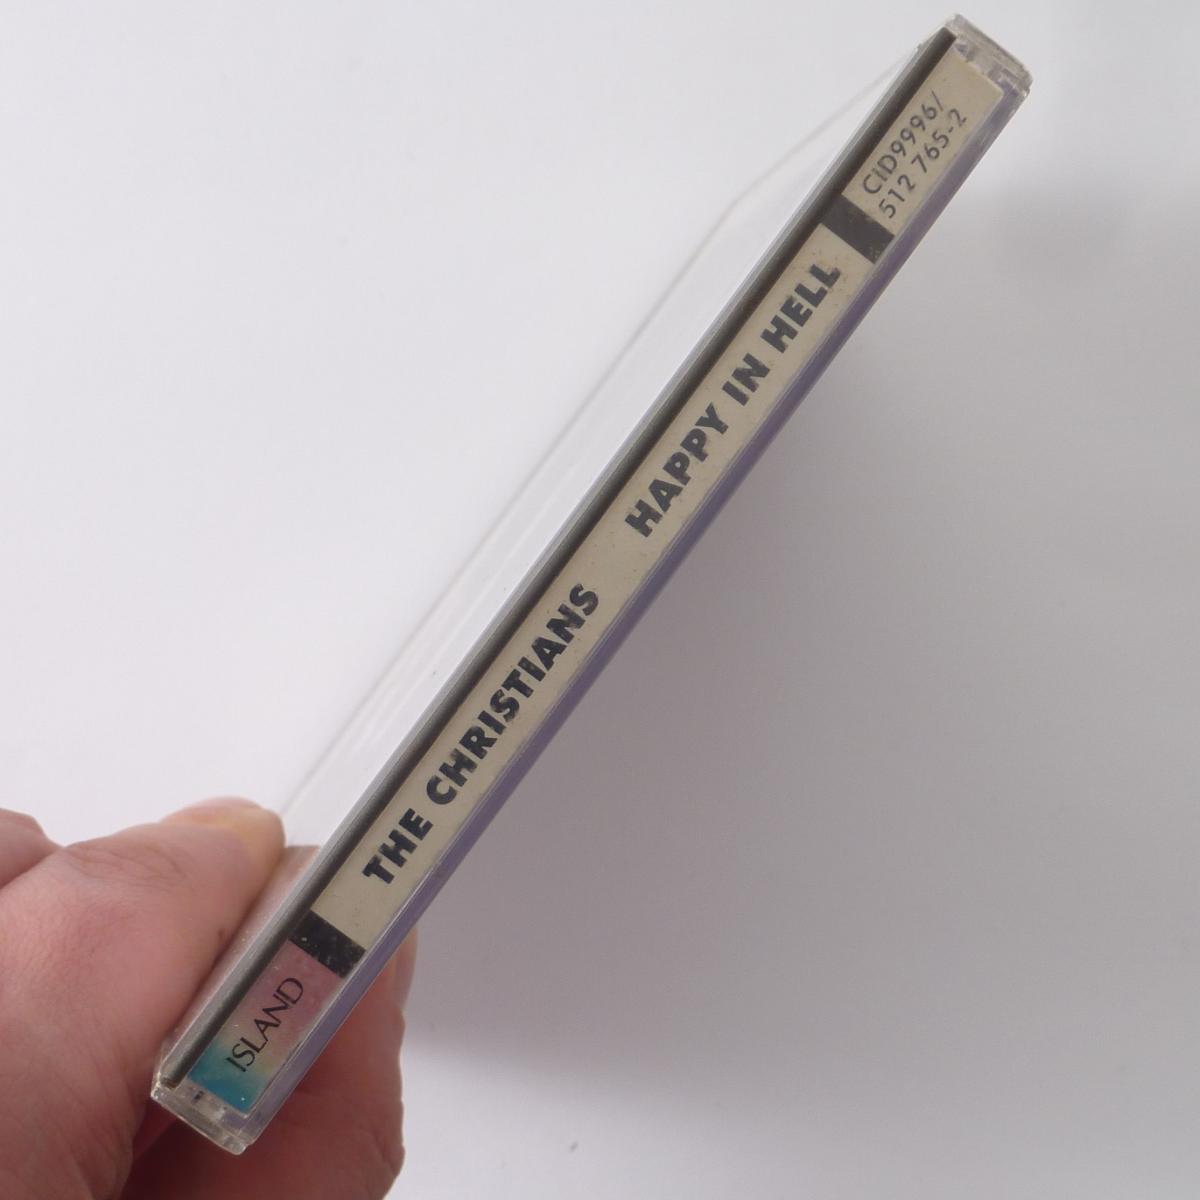 ISLAND
THE CHRISTIANS HAPPY IN HELL
CID9996/
512 765-2